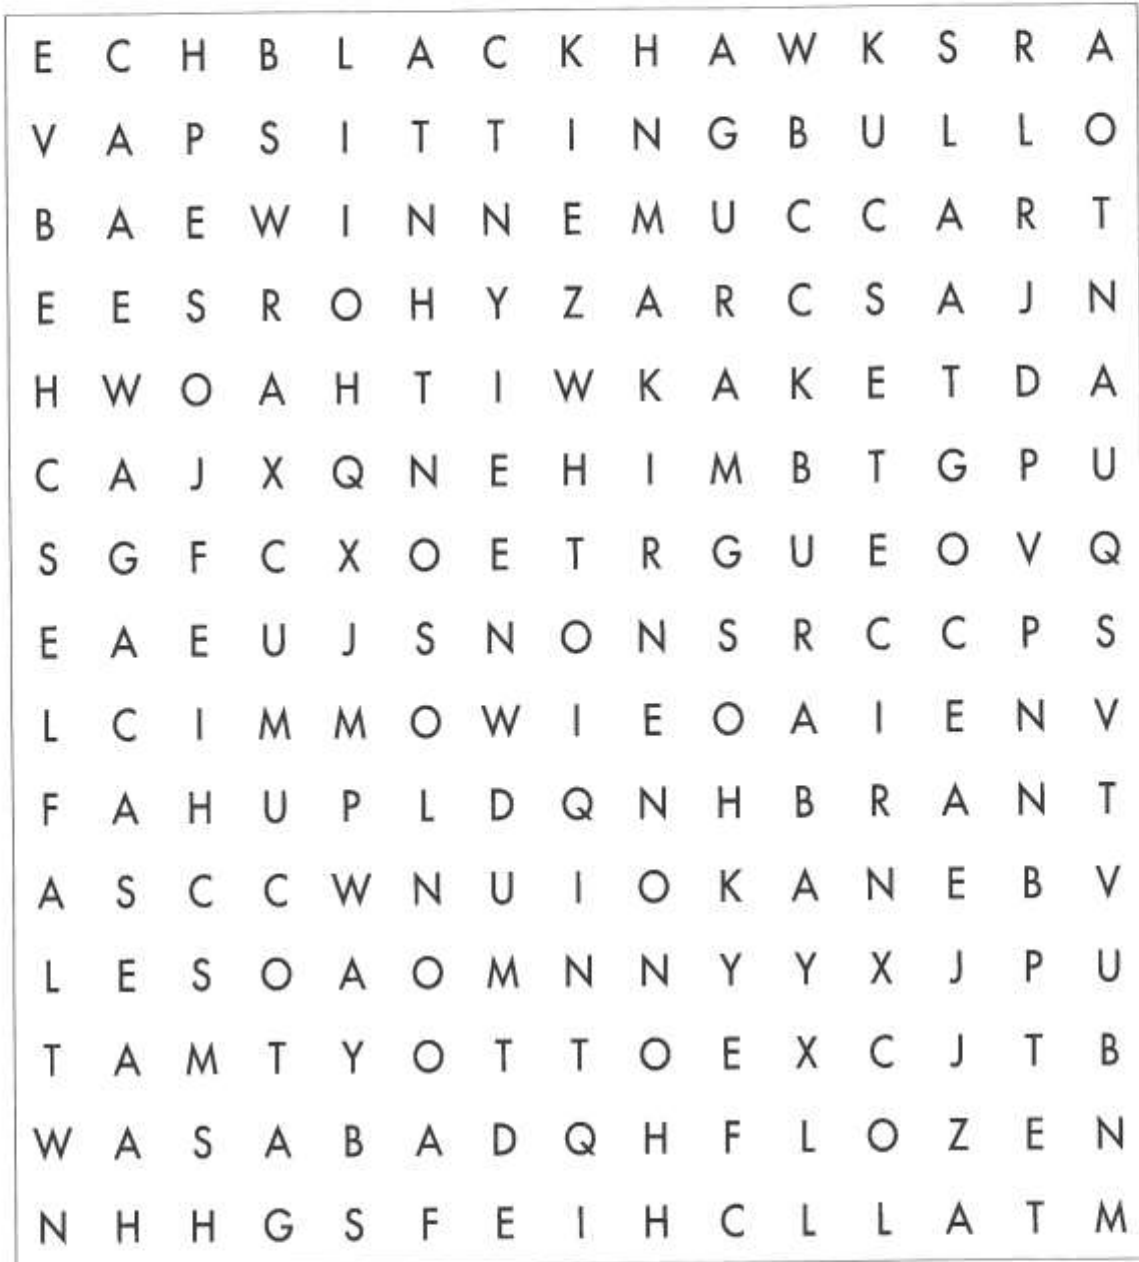 E C H B L A C K H A W K S R A
V A P S I T T I N G B U L L O
B A E W I N N E M U C C A R T
E E S R O H Y Z A R C S A J N
H W O A H T I W K A K E T D A
C A J X Q N E H I M B T G P U
S G F C X O E T R G U E O V Q
E A E U J S N O N S R C C P S
L C I M M O W I E O A I E N V
F A H U P L D Q N H B R A N T
A S C C W N U I O K A N E B V
L E S O A O M N N Y Y X J P U
T A M T Y O T T O E X C J T B
W A S A B A D Q H F L O Z E N
N H H G S F E I H C L L A T M